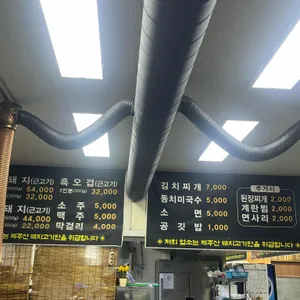 돼지(근고기) 흑오겹(근고기)
64,000 1인분 32,000
32,000
돼지(근고기) 소주 5,000
44,000 맥주 5,000
22,000 막걸리 4,000
제주산 돼지고기만을 취급합니다
김치찌개 7,000
동치미국수 5,000
소면 5,000
공깃밥 1,000
추가시
된장찌개 2,000
계란찜 2,000
면사리 2,000
저희 업소는 제주산 돼지고기만을 취급합니다